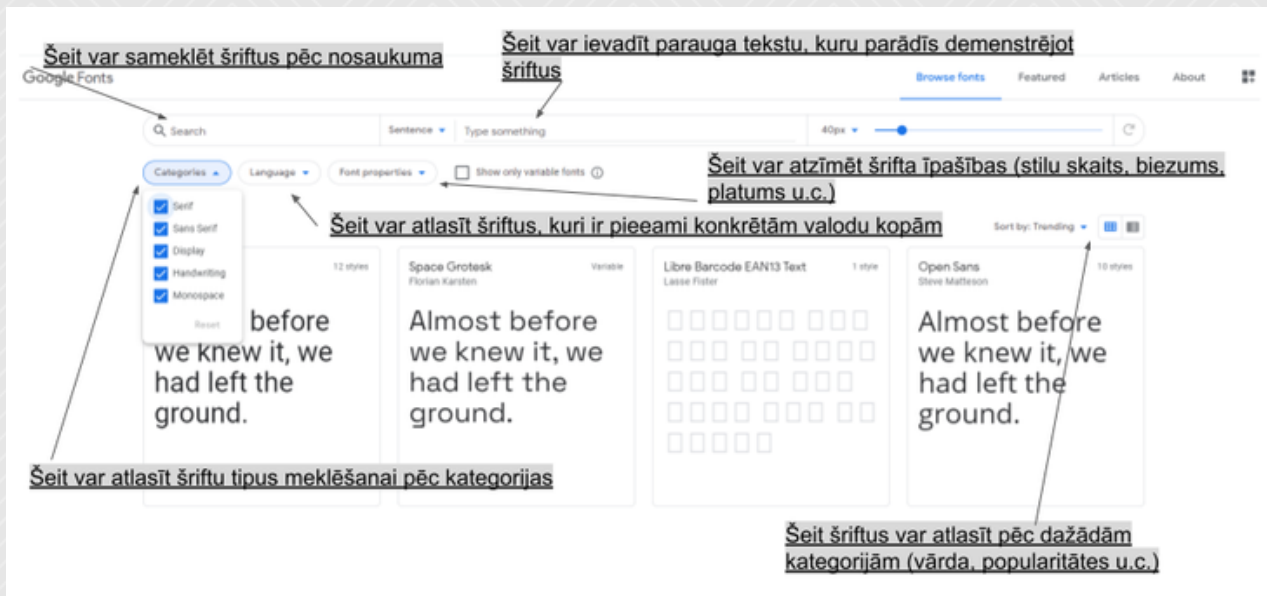 Šeit var sameklēt šriftus pēc nosaukuma
Šeit var ievadīt parauga tekstu, kuru parādīs demenstrējot
šriftus
Google Fonts
Browse fonts Featured Articles About
Search Sentence Type something 40px
Categories Language Font properties Show only variable fonts
Šeit var atzīmēt šrifta īpašības (stilu skaits, biezums,
platums u.c.)
Serif
Sans Serif
Display
Handwriting
Monospace
Reset
Šeit var atlasīt šriftus, kuri ir pieeami konkrētām valodu kopām
Sort by: Trending
12 styles
before
we knew it, we
had left the
ground.
Space Grotesk Variable
Florian Karsten
Almost before
we knew it, we
had left the
ground.
Libre Barcode EAN13 Text 1 style
Lasse Fister
Open Sans 10 styles
Steve Matteson
Almost before
we knew it, we
had left the
ground.
Šeit var atlasīt šriftu tipus meklēšanai pēc kategorijas
Šeit šriftus var atlasīt pēc dažādām
kategorijām (vārda, popularitātes u.c.)